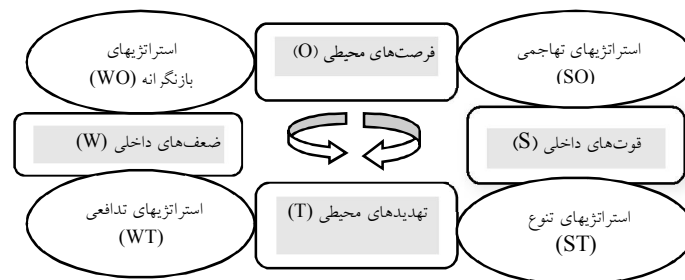 استراتژیهای تهاجمی
(SO)
فرصت‌های محیطی (O)
استراتژیهای
بازنگرانه (WO)
قوت‌های داخلی (S)
ضعف‌های داخلی (W)
استراتژیهای تنوع
(ST)
تهدیدهای محیطی (T)
استراتژیهای تدافعی
(WT)